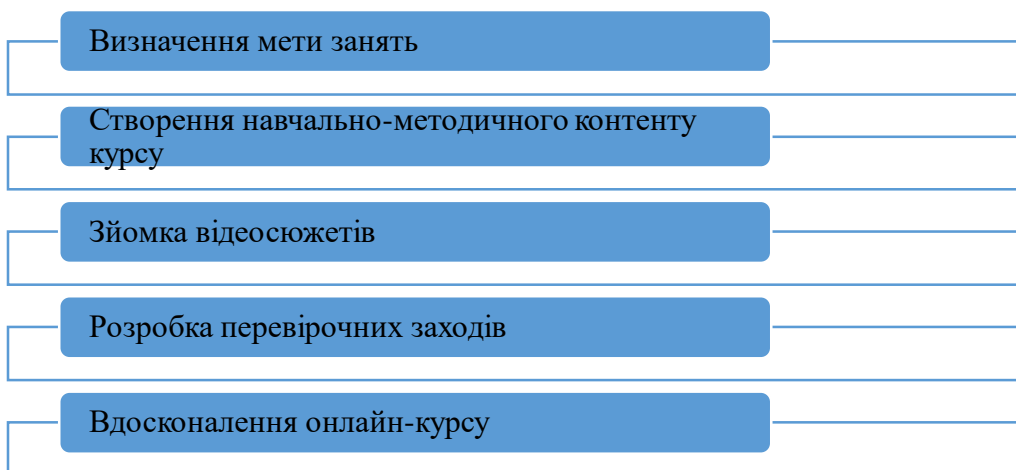 Визначення мети занять
Створення навчально-методичного контенту
курсу
Зйомка відеосюжетів
Розробка перевірочних заходів
Вдосконалення онлайн-курсу